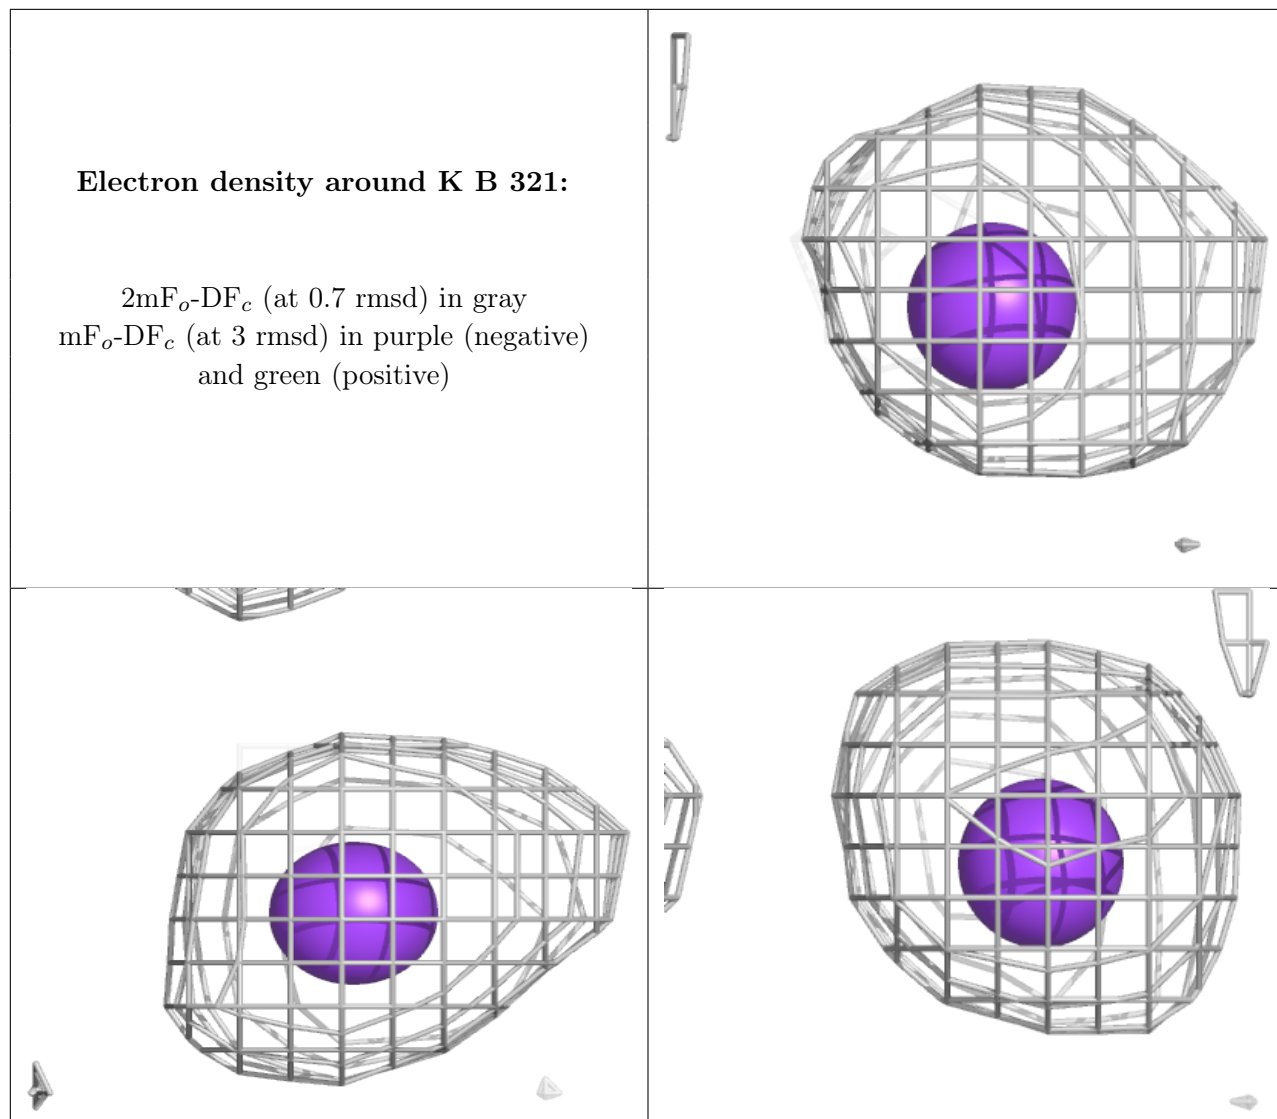 Electron density around K B 321:
2mFo-DFc (at 0.7 rmsd) in gray
mFo-DFc (at 3 rmsd) in purple (negative)
and green (positive)